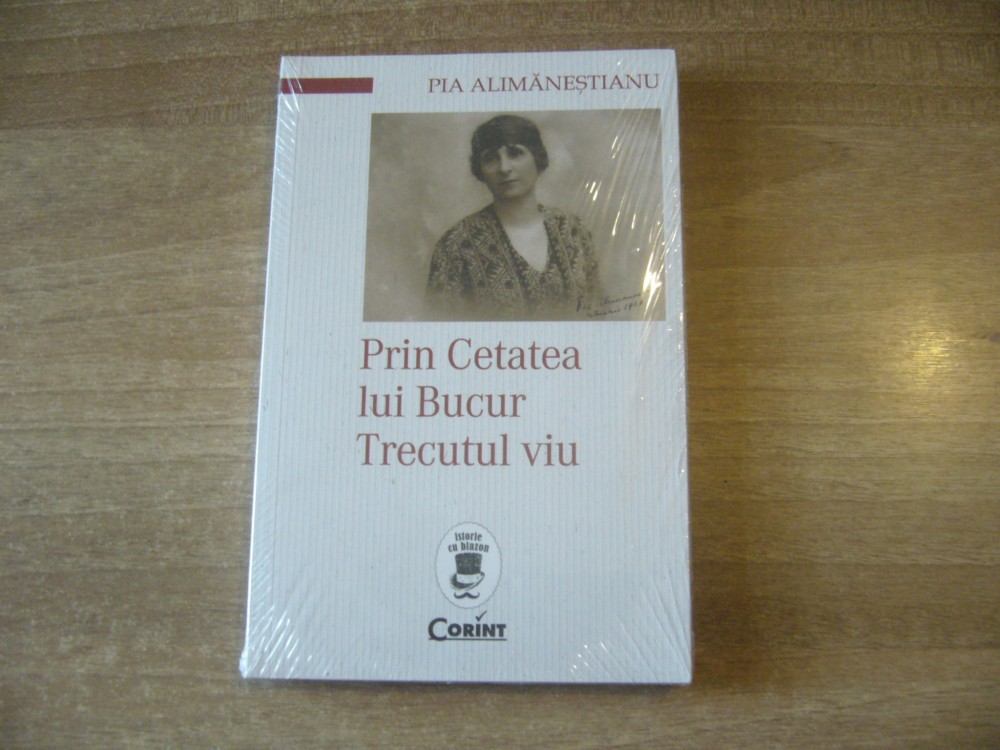 PIA ALIMĂNEȘTIANU
Prin Cetatea
lui Bucur
Trecutul viu
istorie
cu blazon
CORINT